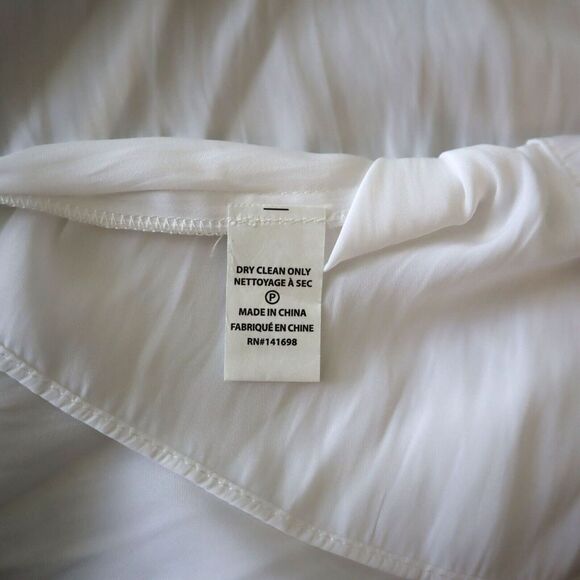 DRY CLEAN ONLY
NETTOYAGE À SEC
P
MADE IN CHINA
FABRIQUÉ EN CHINE
RN#141698